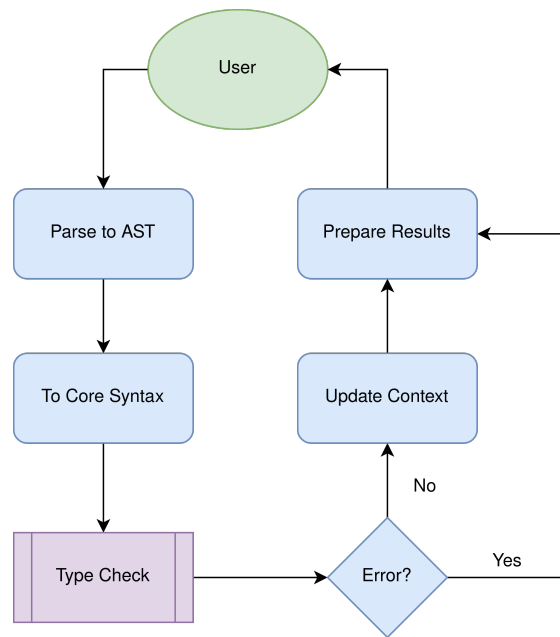 User
Parse to AST
Prepare Results
To Core Syntax
Update Context
No
Type Check
Error?
Yes